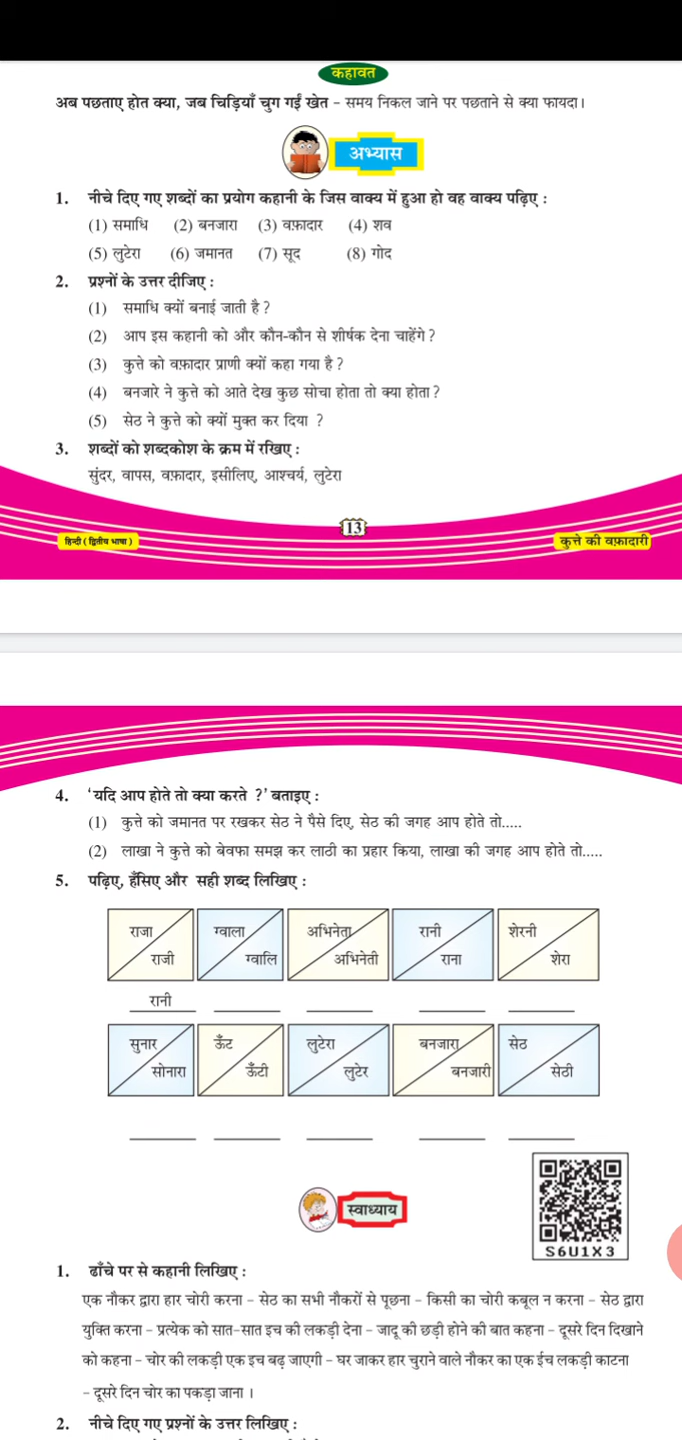 कहावत
अब पछताए होत क्या, जब चिड़ियाँ चुग गईं खेत - समय निकल जाने पर पछताने से क्या फायदा।
अभ्यास
1. नीचे दिए गए शब्दों का प्रयोग कहानी के जिस वाक्य में हुआ हो वह वाक्य पढ़िए :
(1) समाधि (2) बनजारा (3) वफ़ादार (4) शव
(5) लुटेरा (6) जमानत (7) सूद (8) गोद
2. प्रश्नों के उत्तर दीजिए :
(1) समाधि क्यों बनाई जाती है ?
(2) आप इस कहानी को और कौन-कौन से शीर्षक देना चाहेंगे ?
(3) कुत्ते को वफ़ादार प्राणी क्यों कहा गया है ?
(4) बनजारे ने कुत्ते को आते देख कुछ सोचा होता तो क्या होता ?
(5) सेठ ने कुत्ते को क्यों मुक्त कर दिया ?
3. शब्दों को शब्दकोश के क्रम में रखिए :
सुंदर, वापस, वफ़ादार, इसीलिए, आश्चर्य, लुटेरा
13
हिन्दी ( द्वितीय भाषा ) कुत्ते की वफ़ादारी
4. ‘यदि आप होते तो क्या करते ?’ बताइए :
(1) कुत्ते को जमानत पर रखकर सेठ ने पैसे दिए, सेठ की जगह आप होते तो.....
(2) लाखा ने कुत्ते को बेवफा समझ कर लाठी का प्रहार किया, लाखा की जगह आप होते तो.....
5. पढ़िए, हँसिए और सही शब्द लिखिए :
राजा ग्वाला अभिनेता रानी शेरनी
राजी ग्वालि अभिनेती राना शेरा
रानी
सुनार ऊँट लुटेरा बनजारा सेठ
सोनारा ऊँटी लुटेर बनजारी सेठी
स्वाध्याय
S6U1X3
1. ढाँचे पर से कहानी लिखिए :
एक नौकर द्वारा हार चोरी करना - सेठ का सभी नौकरों से पूछना - किसी का चोरी कबूल न करना - सेठ द्वारा
युक्ति करना - प्रत्येक को सात-सात इच की लकड़ी देना - जादू की छड़ी होने की बात कहना - दूसरे दिन दिखाने
को कहना - चोर की लकड़ी एक इच बढ़ जाएगी - घर जाकर हार चुराने वाले नौकर का एक ईच लकड़ी काटना
- दूसरे दिन चोर का पकड़ा जाना ।
2. नीचे दिए गए प्रश्नों के उत्तर लिखिए :